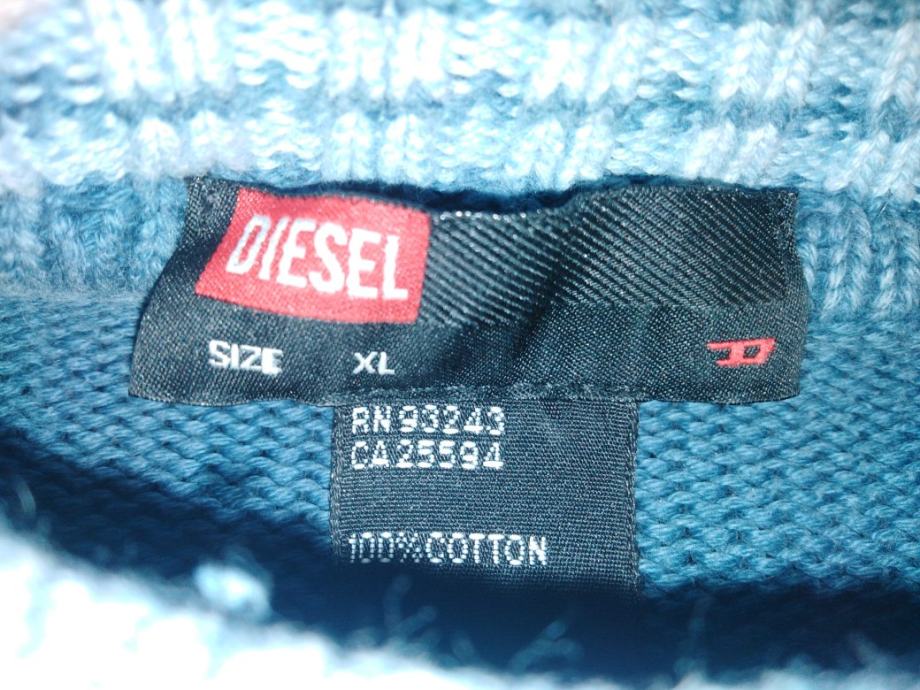 DIESEL
SIZE XL
RN 93243
CA 25594
100% COTTON